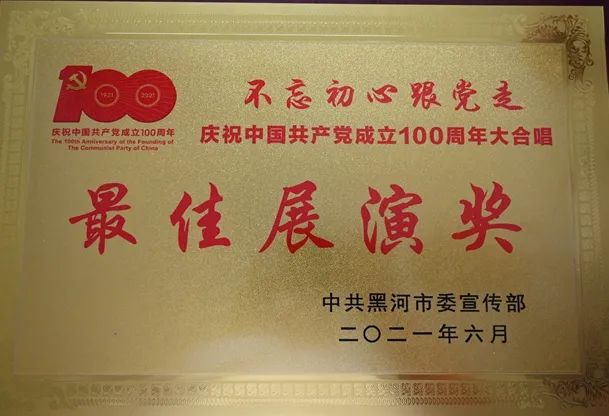 不忘初心跟党走
100
1921 2021
庆祝中国共产党成立100周年
The 100th Anniversary of the Founding of
The Communist Party of China
庆祝中国共产党成立100周年大合唱
最佳展演奖
中共黑河市委宣传部
二〇二一年六月